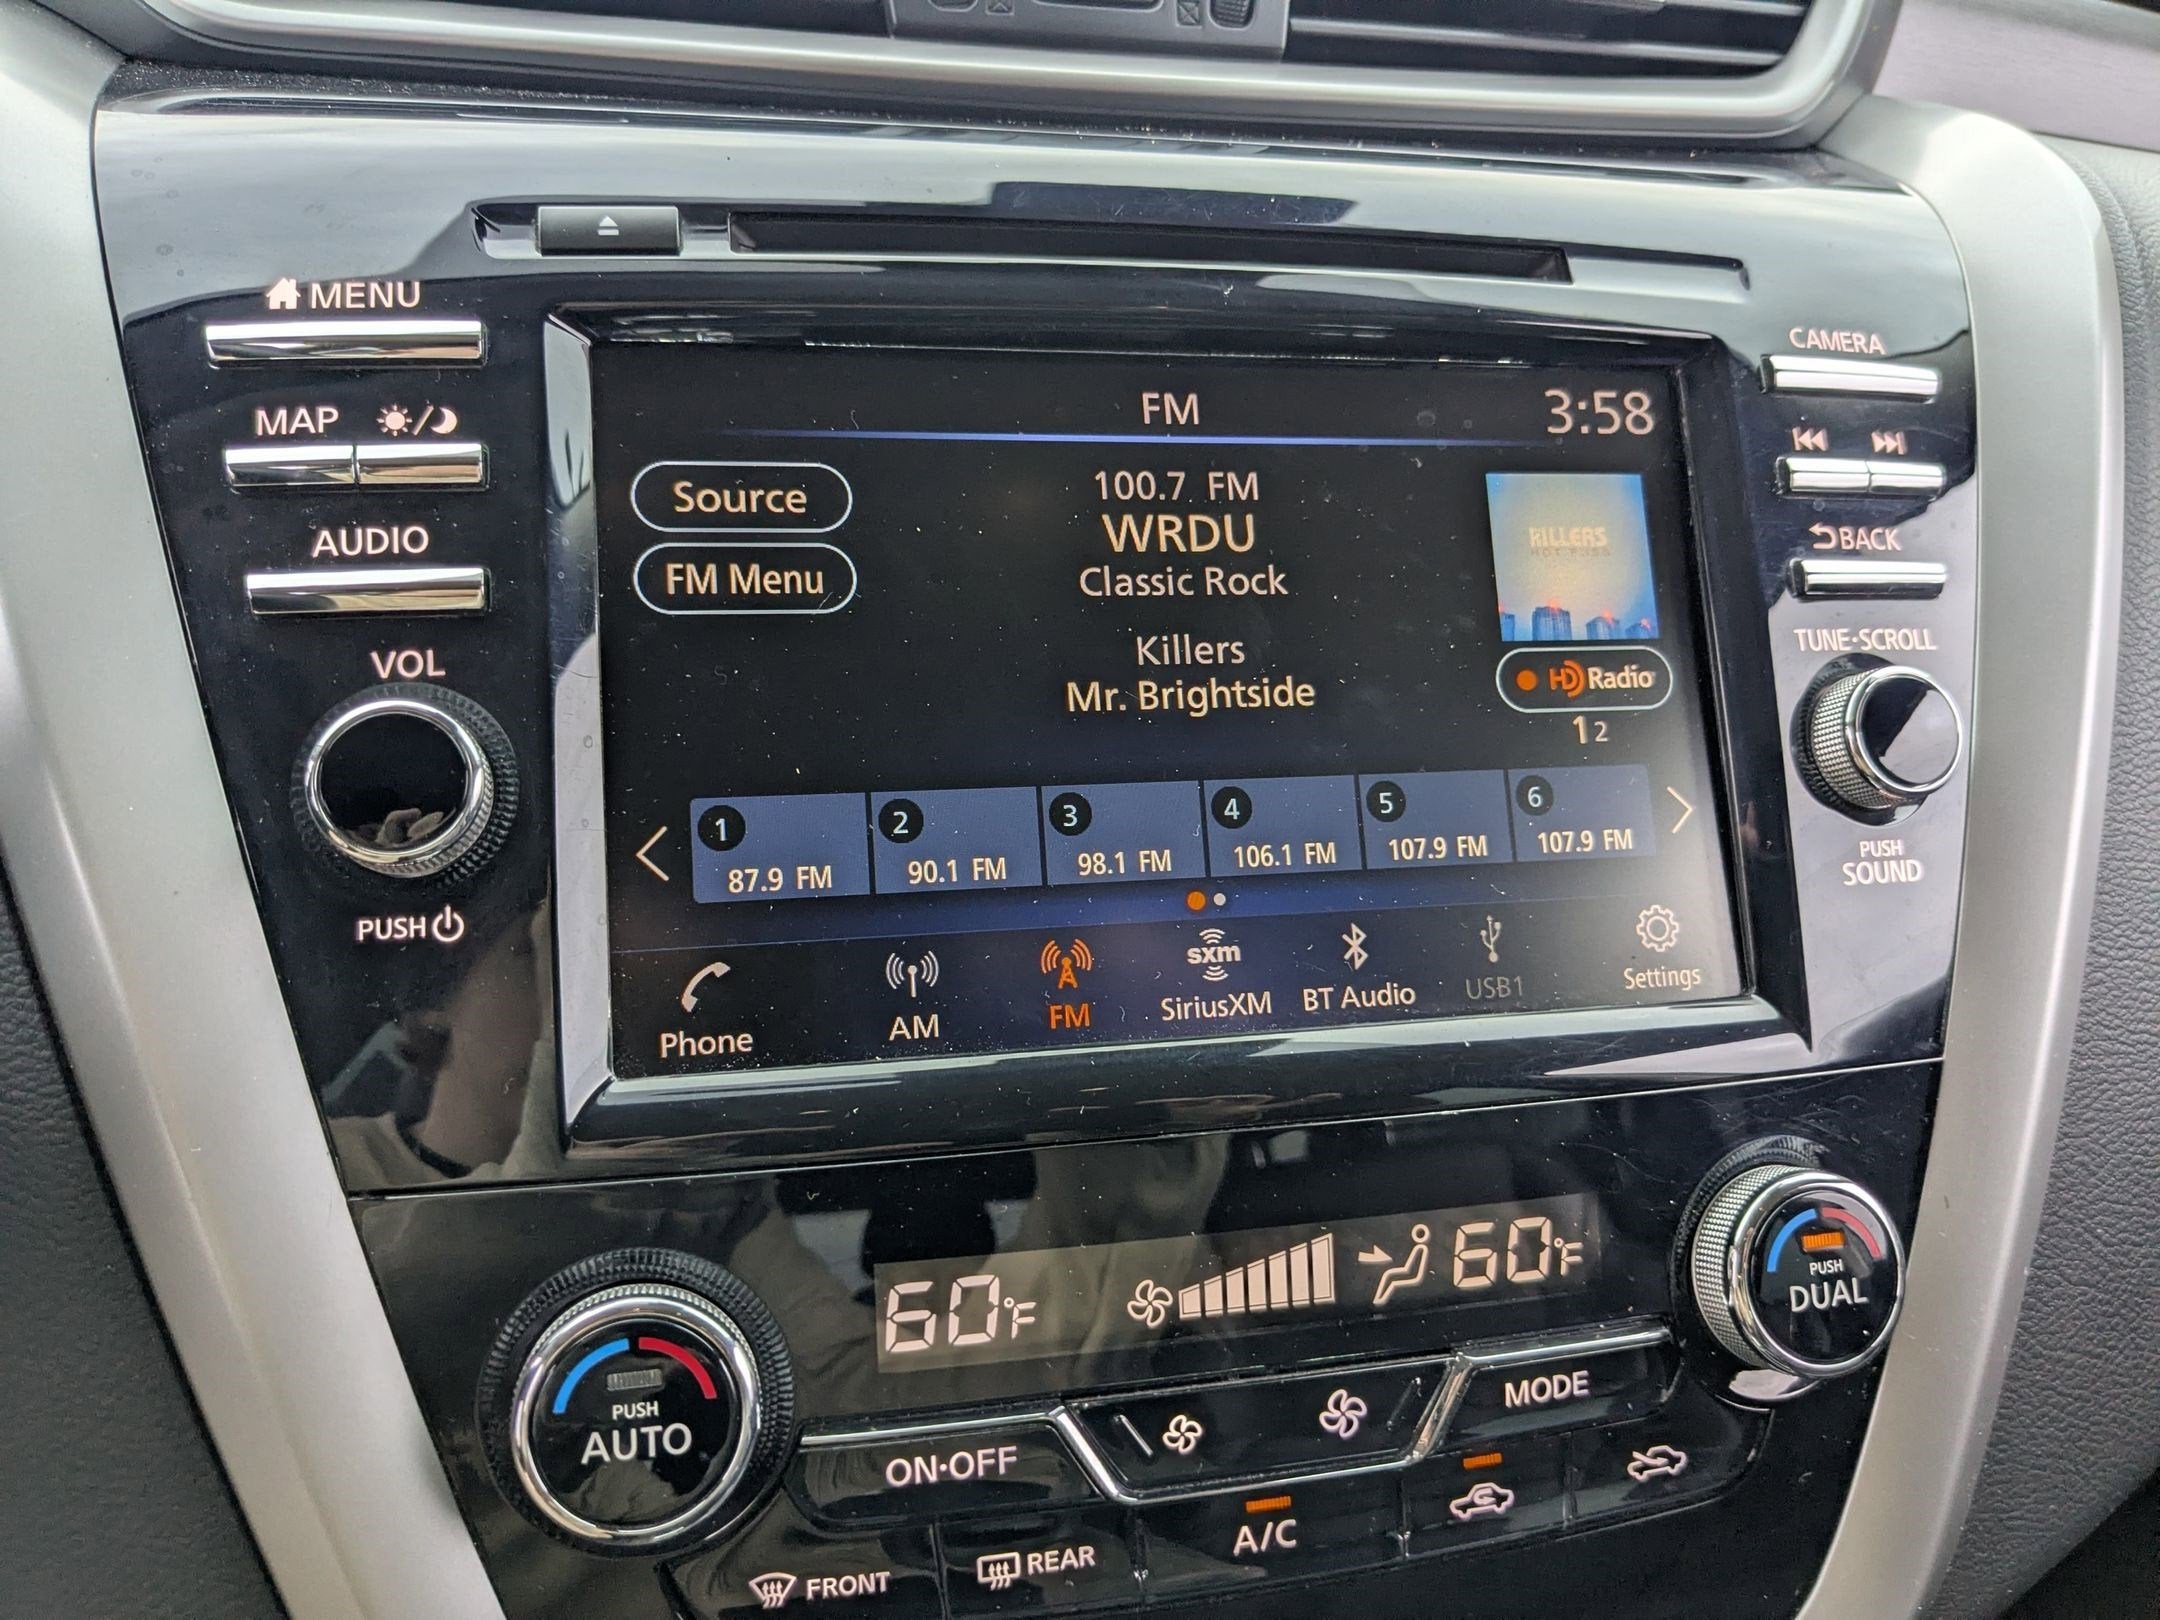 MENU
MAP
AUDIO
VOL
PUSH
FM
3:58
Source
FM Menu
100.7 FM
WRDU
Classic Rock
Killers
Mr. Brightside
KILLERS
HOT FUSS
HD Radio
1 2
1
87.9 FM
2
90.1 FM
3
98.1 FM
4
106.1 FM
5
107.9 FM
6
107.9 FM
Phone
AM
FM
sxm
SiriusXM
BT Audio
USB1
Settings
CAMERA
BACK
TUNE·SCROLL
PUSH
SOUND
60°F
60°F
PUSH
AUTO
PUSH
DUAL
ON·OFF
MODE
FRONT
REAR
A/C